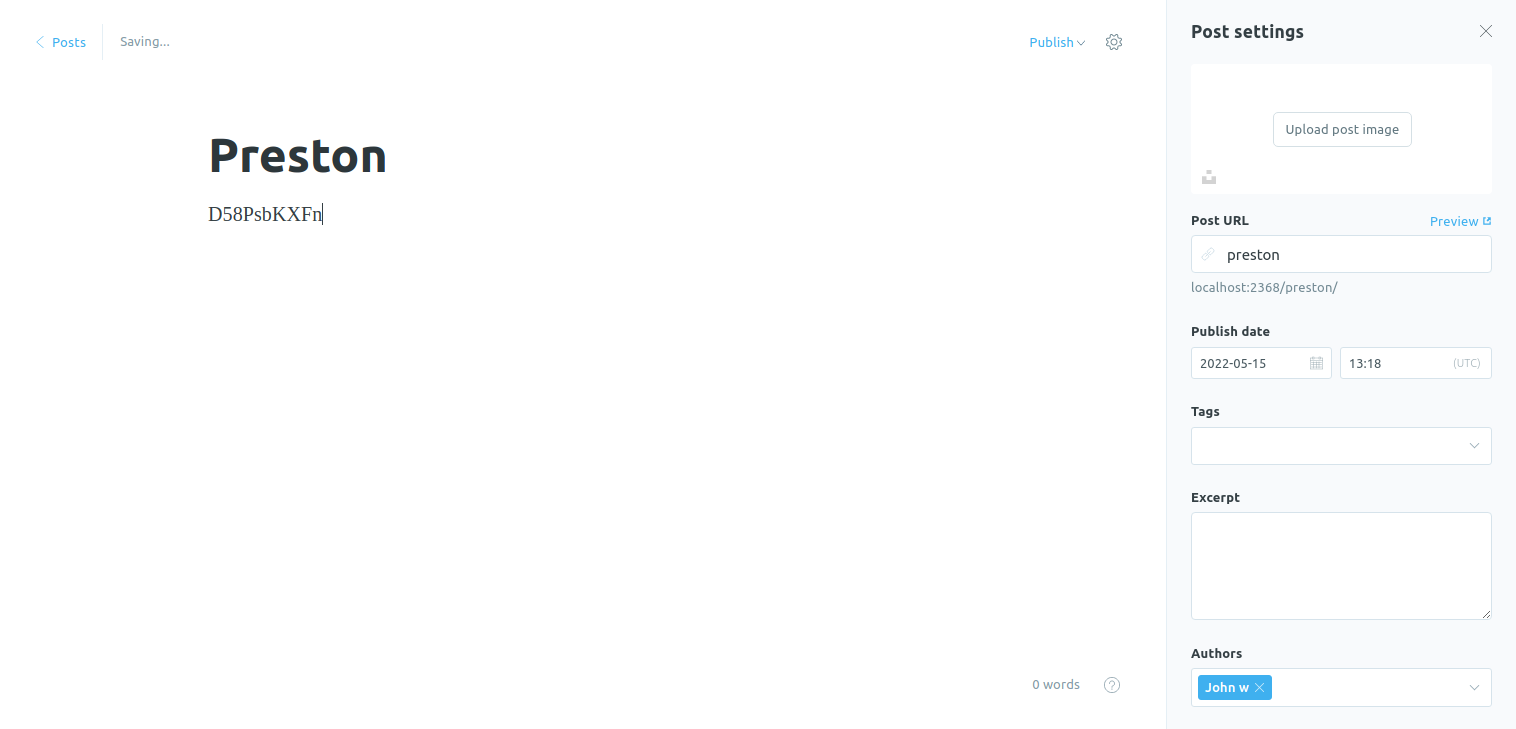 Posts
Saving...
Publish
Preston
D58PsbKXFn
0 words
?
Post settings
Upload post image
Post URL
Preview
preston
localhost:2368/preston/
Publish date
2022-05-15
13:18
(UTC)
Tags
Excerpt
Authors
John w